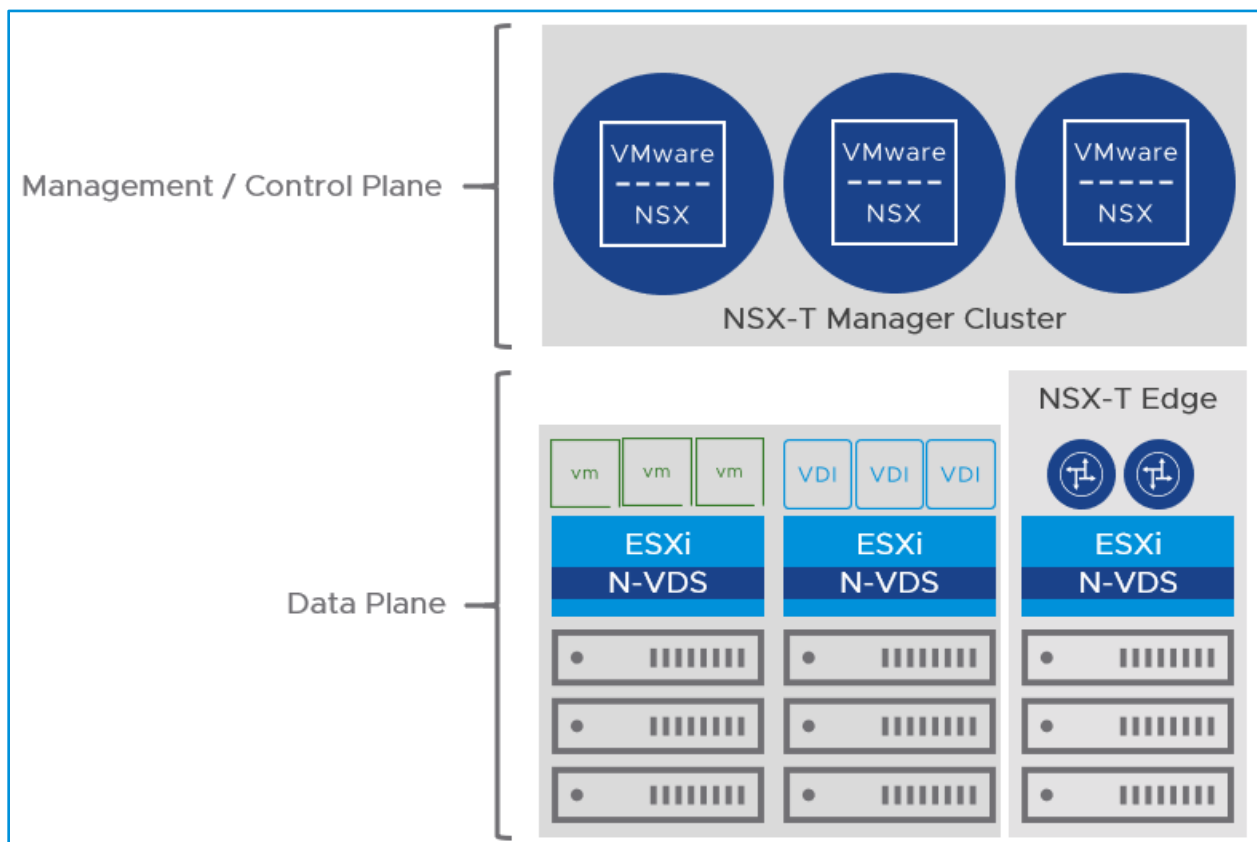 VMware
NSX
VMware
NSX
VMware
NSX
Management / Control Plane
NSX-T Manager Cluster
NSX-T Edge
vm
vm
vm
VDI
VDI
VDI
ESXi
N-VDS
ESXi
N-VDS
ESXi
N-VDS
Data Plane